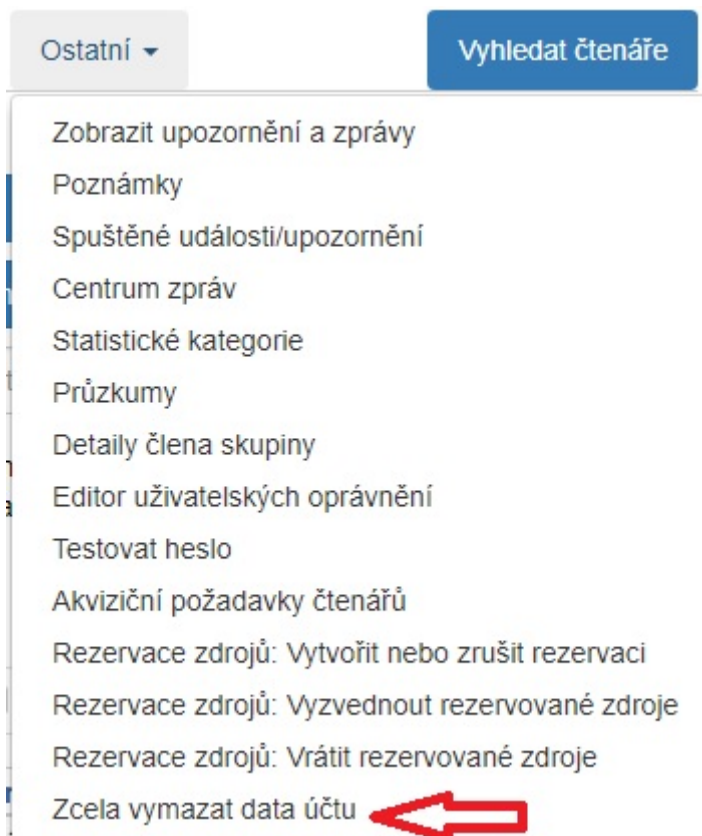 Ostatní
Vyhledat čtenáře
Zobrazit upozornění a zprávy
Poznámky
Spuštěné události/upozornění
Centrum zpráv
Statistické kategorie
Průzkumy
Detaily člena skupiny
Editor uživatelských oprávnění
Testovat heslo
Akviziční požadavky čtenářů
Rezervace zdrojů: Vytvořit nebo zrušit rezervaci
Rezervace zdrojů: Vyzvednout rezervované zdroje
Rezervace zdrojů: Vrátit rezervované zdroje
Zcela vymazat data účtu